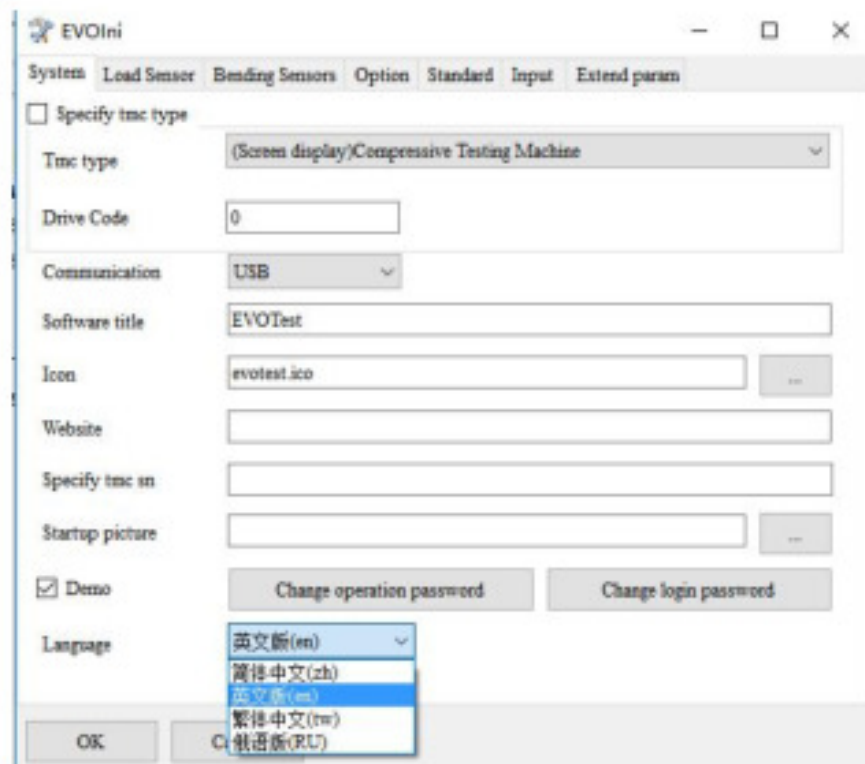 EVOIni
System Load Sensor Bending Sensors Option Standard Input Extend param
Specify tmc type
Tmc type (Screen display)Compressive Testing Machine
Drive Code 0
Communication USB
Software title EVOTest
Icon evotest.ico ...
Website
Specify tmc sn
Startup picture ...
Demo Change operation password Change login password
Language 英文版(en)
简体中文(zh)
英文版(en)
繁体中文(tw)
OK
俄语版(RU)